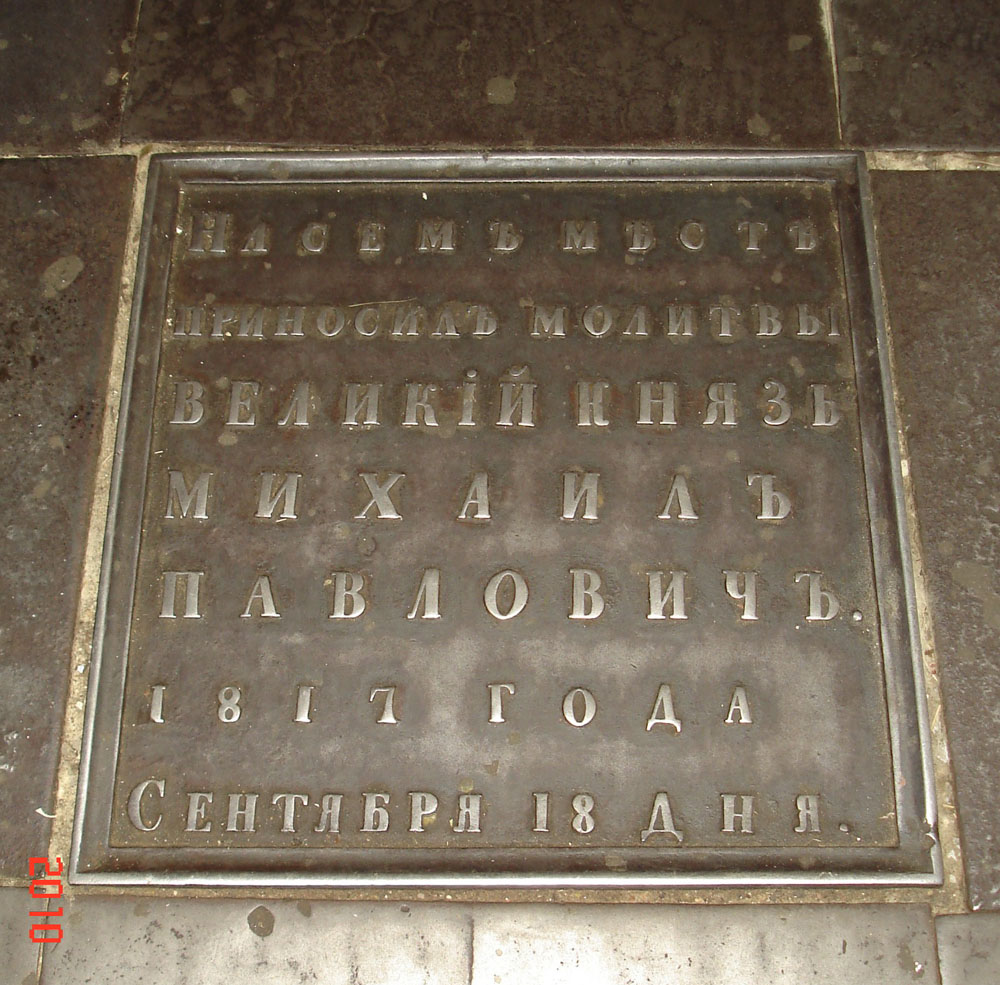 На семъ мѣстѣ
приносилъ молитвы
Великій князь
Михаилъ
Павловичъ.
1817 года
Сентября 18 дня.
2010